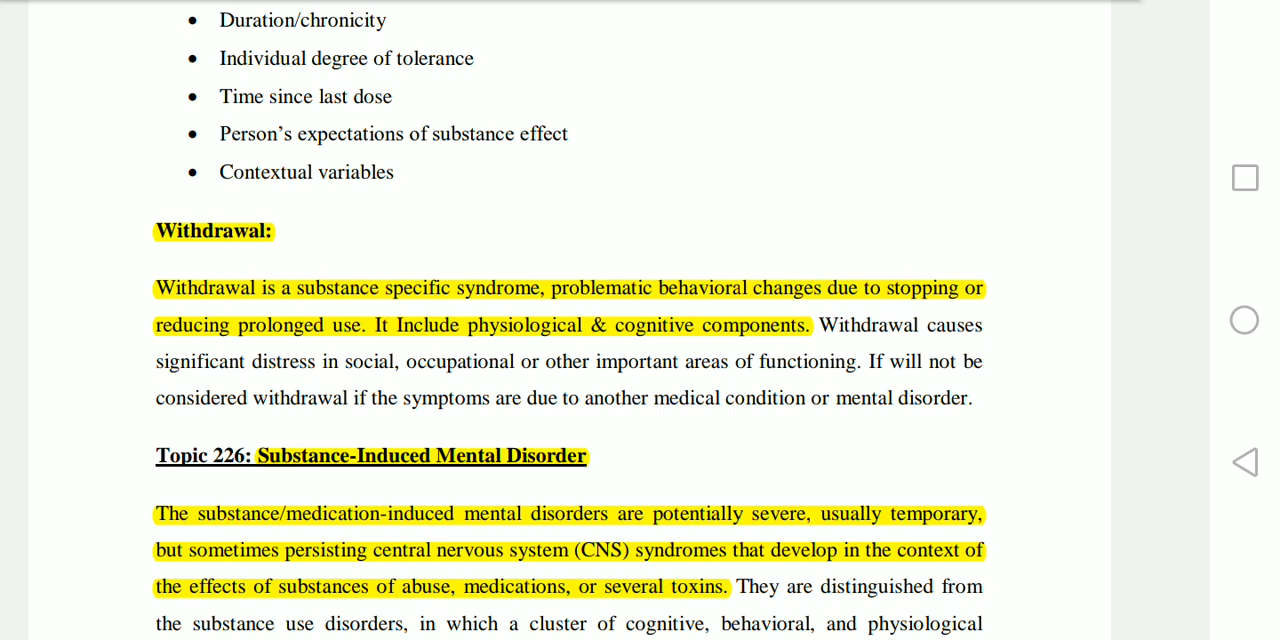 • Duration/chronicity
• Individual degree of tolerance
• Time since last dose
• Person’s expectations of substance effect
• Contextual variables
Withdrawal:
Withdrawal is a substance specific syndrome, problematic behavioral changes due to stopping or
reducing prolonged use. It Include physiological & cognitive components. Withdrawal causes
significant distress in social, occupational or other important areas of functioning. If will not be
considered withdrawal if the symptoms are due to another medical condition or mental disorder.
Topic 226: Substance-Induced Mental Disorder
The substance/medication-induced mental disorders are potentially severe, usually temporary,
but sometimes persisting central nervous system (CNS) syndromes that develop in the context of
the effects of substances of abuse, medications, or several toxins. They are distinguished from
the substance use disorders, in which a cluster of cognitive, behavioral, and physiological